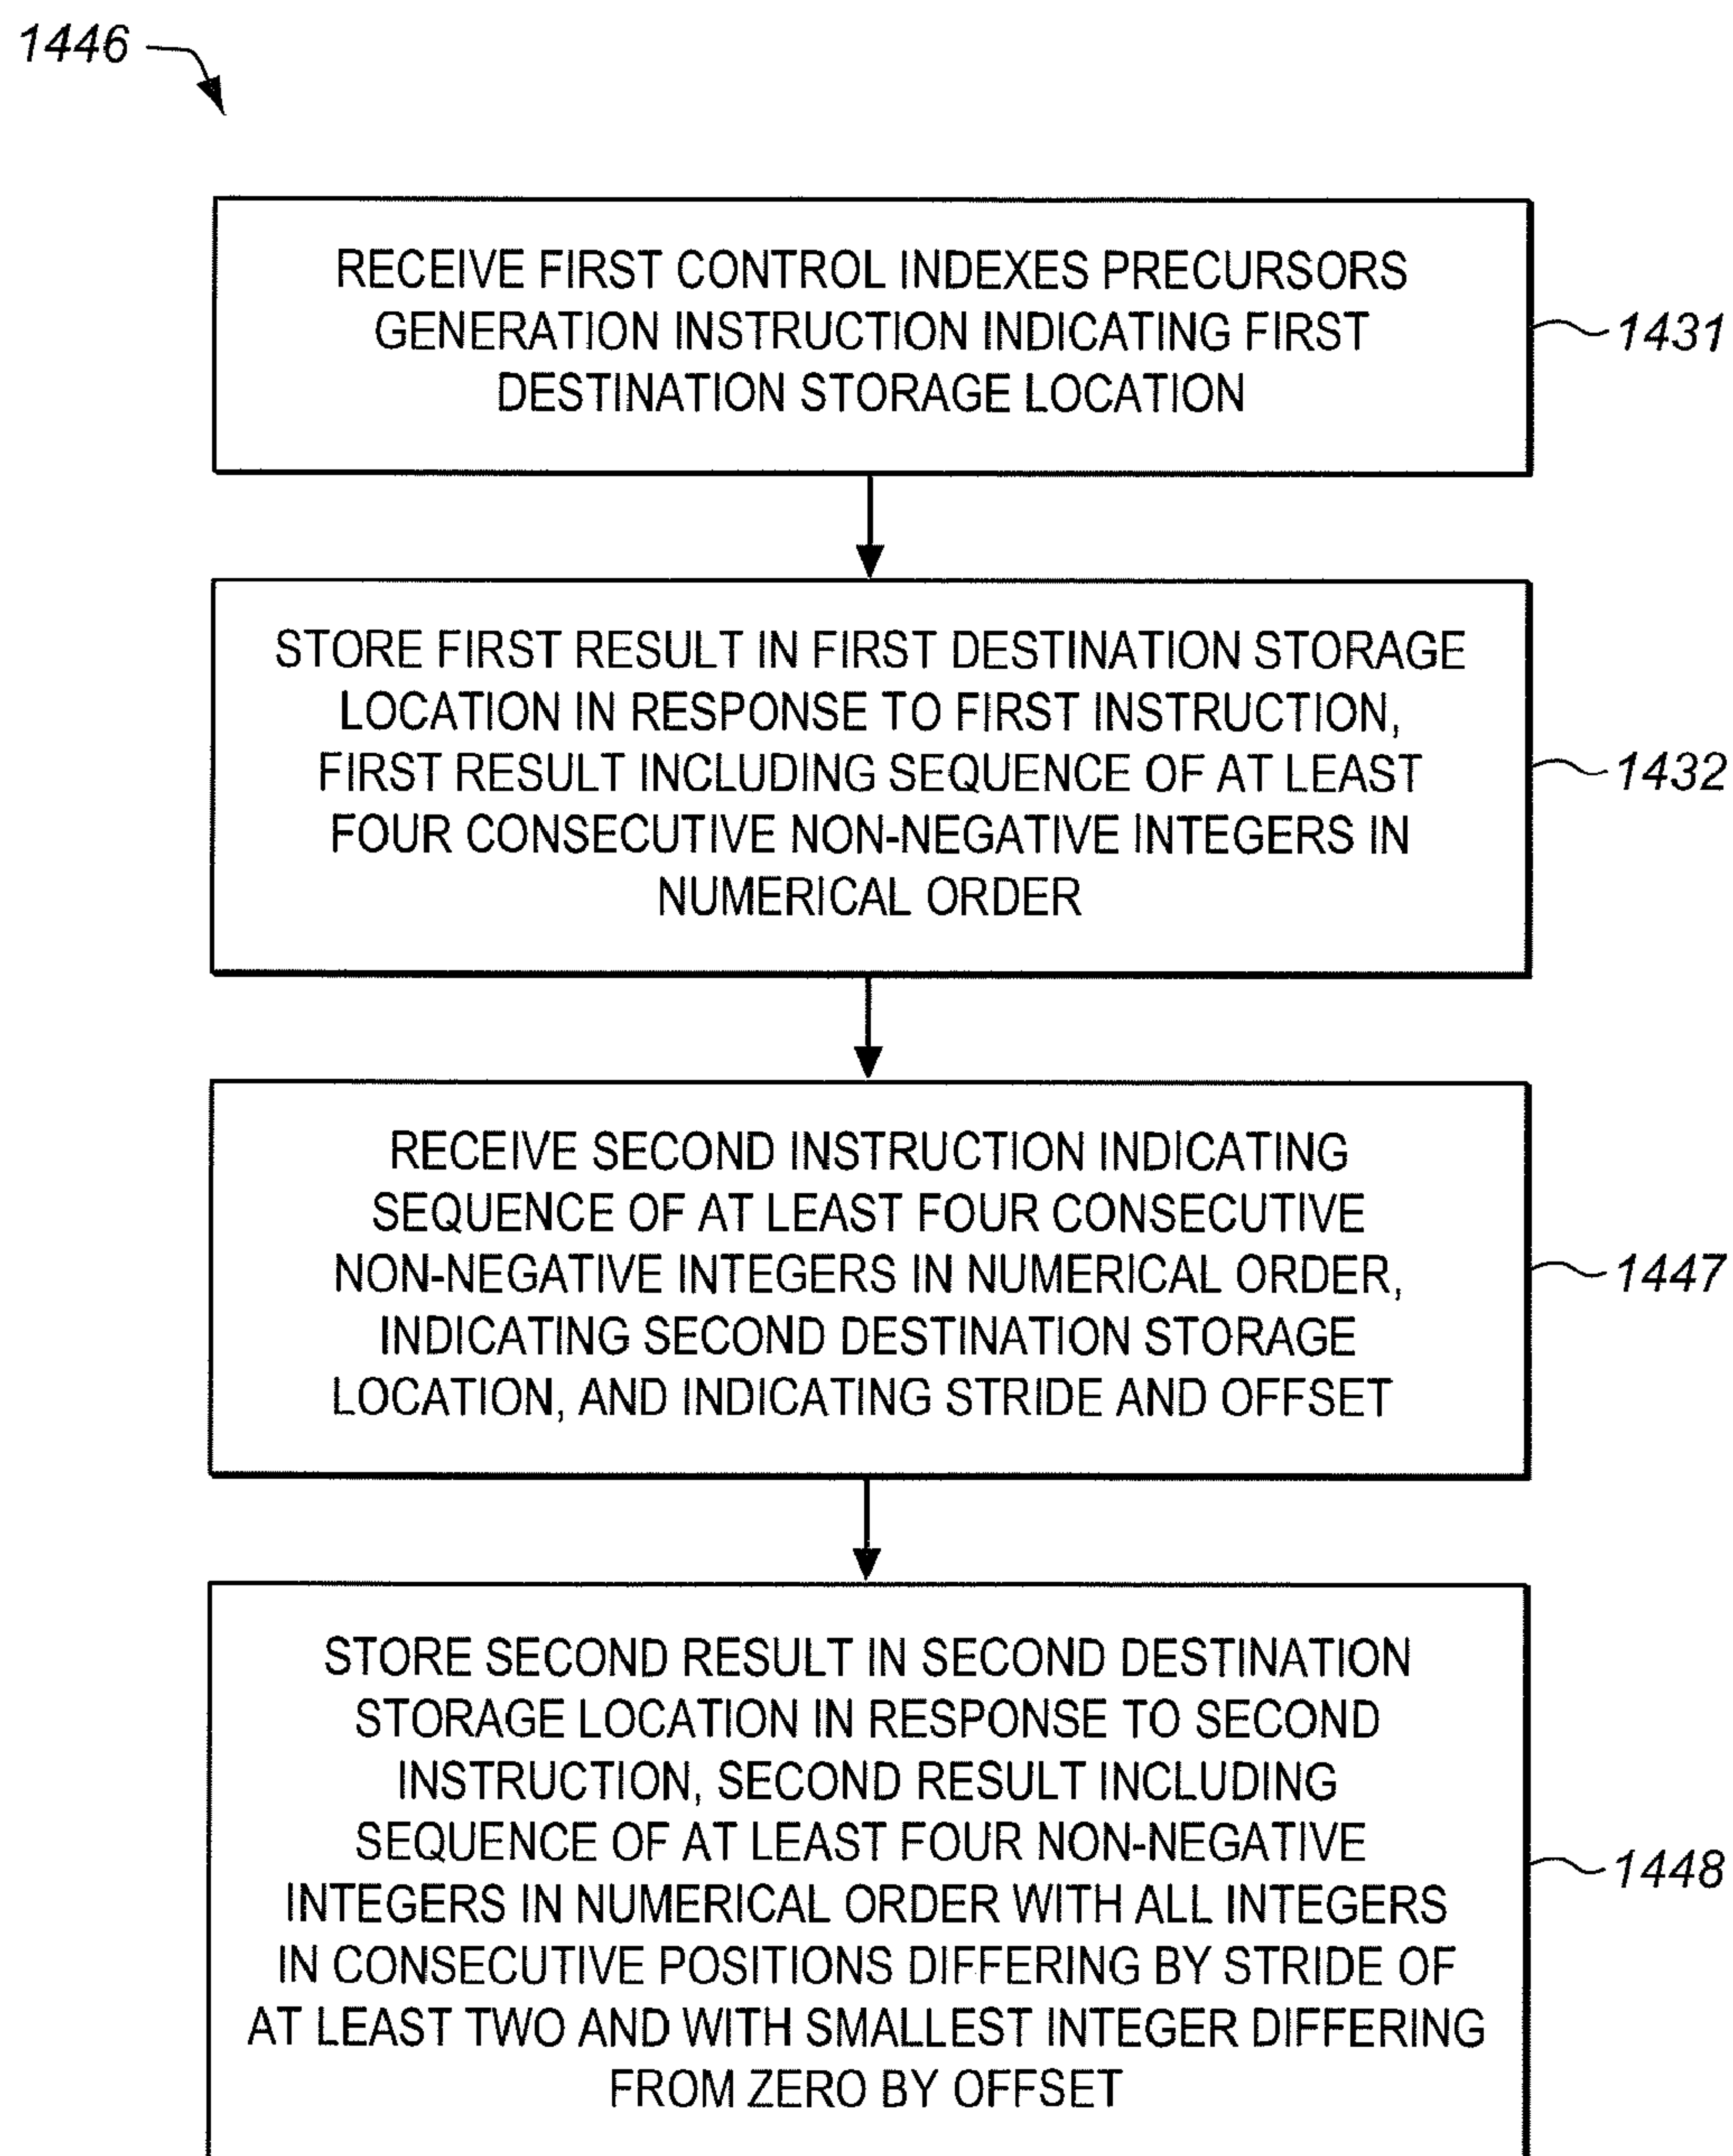 1446
RECEIVE FIRST CONTROL INDEXES PRECURSORS
GENERATION INSTRUCTION INDICATING FIRST
DESTINATION STORAGE LOCATION
1431
STORE FIRST RESULT IN FIRST DESTINATION STORAGE
LOCATION IN RESPONSE TO FIRST INSTRUCTION,
FIRST RESULT INCLUDING SEQUENCE OF AT LEAST
FOUR CONSECUTIVE NON-NEGATIVE INTEGERS IN
NUMERICAL ORDER
1432
RECEIVE SECOND INSTRUCTION INDICATING
SEQUENCE OF AT LEAST FOUR CONSECUTIVE
NON-NEGATIVE INTEGERS IN NUMERICAL ORDER,
INDICATING SECOND DESTINATION STORAGE
LOCATION, AND INDICATING STRIDE AND OFFSET
1447
STORE SECOND RESULT IN SECOND DESTINATION
STORAGE LOCATION IN RESPONSE TO SECOND
INSTRUCTION, SECOND RESULT INCLUDING
SEQUENCE OF AT LEAST FOUR NON-NEGATIVE
INTEGERS IN NUMERICAL ORDER WITH ALL INTEGERS
IN CONSECUTIVE POSITIONS DIFFERING BY STRIDE OF
AT LEAST TWO AND WITH SMALLEST INTEGER DIFFERING
FROM ZERO BY OFFSET
1448